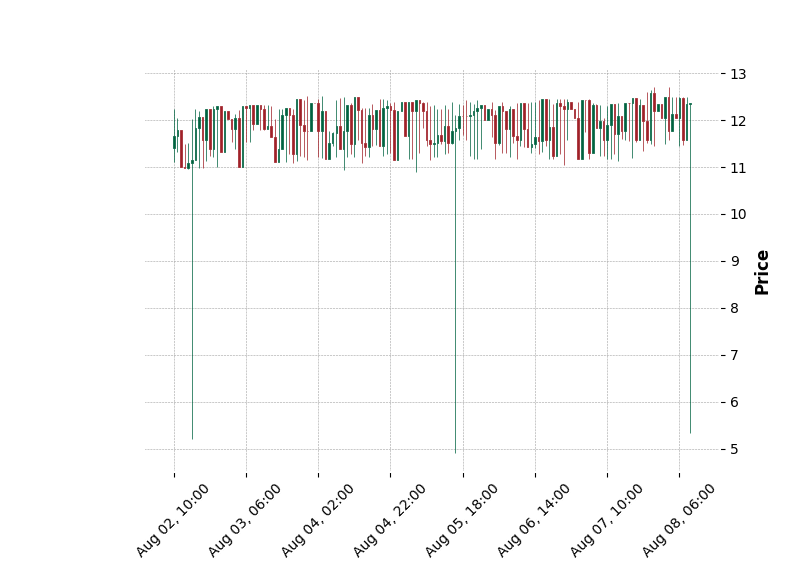 13
12
11
10
9
8
7
6
5
Price
Aug 02, 10:00
Aug 03, 06:00
Aug 04, 02:00
Aug 04, 22:00
Aug 05, 18:00
Aug 06, 14:00
Aug 07, 10:00
Aug 08, 06:00